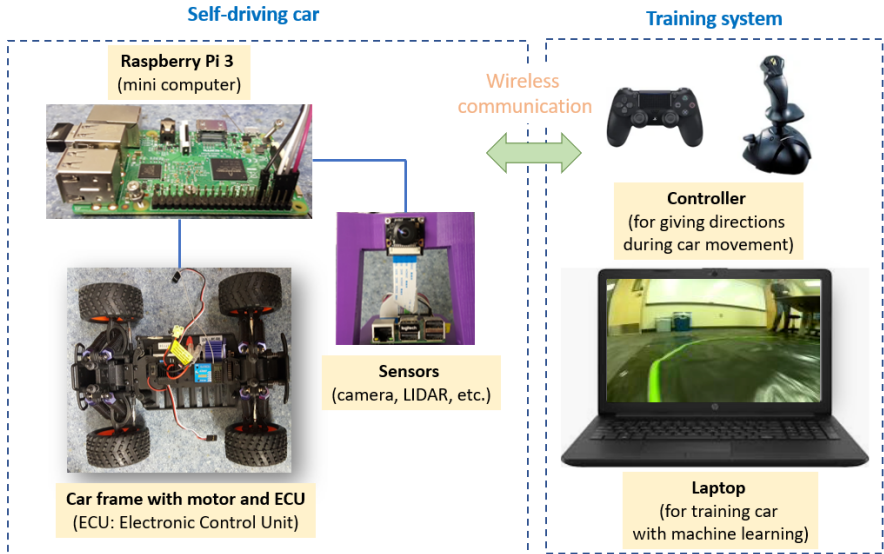 Self-driving car
Training system
Raspberry Pi 3
(mini computer)
Wireless
communication
Controller
(for giving directions
during car movement)
logitech
Sensors
(camera, LIDAR, etc.)
Car frame with motor and ECU
(ECU: Electronic Control Unit)
Laptop
(for training car
with machine learning)